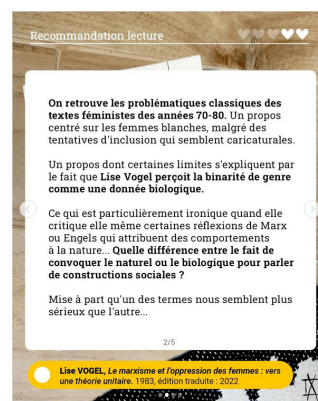 Recommandation lecture
On retrouve les problématiques classiques des
textes féministes des années 70-80. Un propos
centré sur les femmes blanches, malgré des
tentatives d'inclusion qui semblent caricaturales.
Un propos dont certaines limites s'expliquent par
le fait que Lise Vogel perçoit la binarité de genre
comme une donnée biologique.
Ce qui est particulièrement ironique quand elle
critique elle même certaines réflexions de Marx
ou Engels qui attribuent des comportements
à la nature... Quelle différence entre le fait de
convoquer le naturel ou le biologique pour parler
de constructions sociales ?
Mise à part qu'un des termes nous semblent plus
sérieux que l'autre...
2/5
Lise VOGEL, Le marxisme et l'oppression des femmes : vers
une théorie unitaire. 1983, édition traduite : 2022